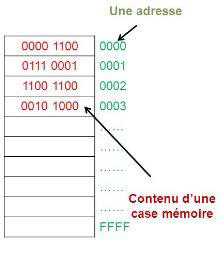 Une adresse
0000 1100 0000
0111 0001 0001
1100 1100 0002
0010 1000 0003
......
......
......
......
Contenu d'une
case mémoire
FFFF